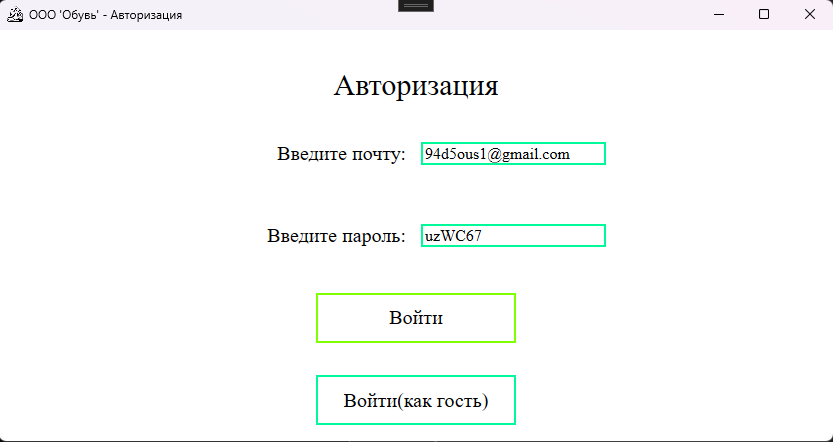 ООО 'Обувь' - Авторизация
Авторизация
Введите почту: 94d5ous1@gmail.com
Введите пароль: uzWC67
Войти
Войти(как гость)